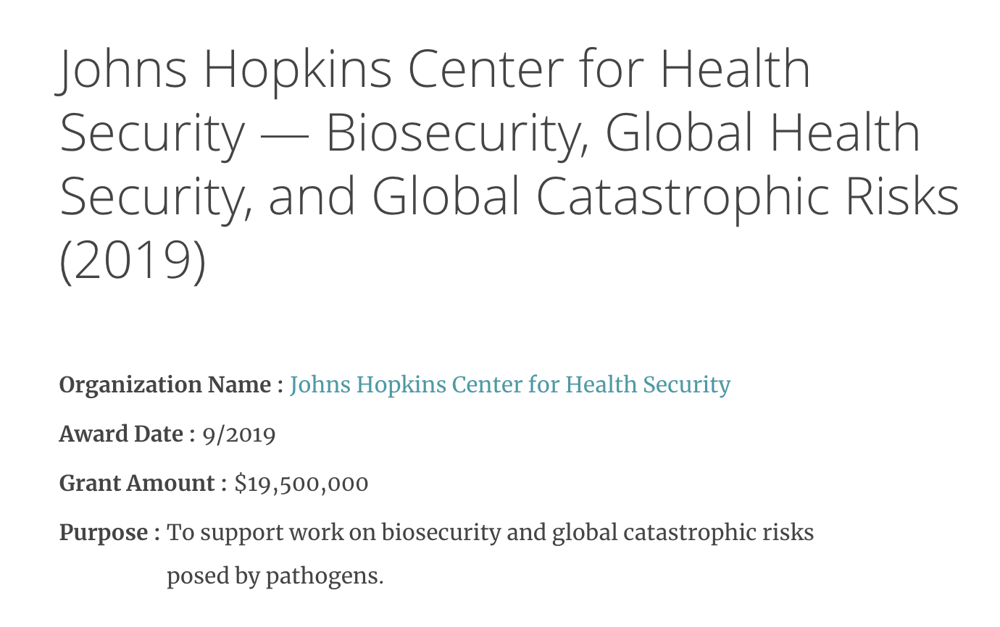 Johns Hopkins Center for Health
Security — Biosecurity, Global Health
Security, and Global Catastrophic Risks
(2019)
Organization Name : Johns Hopkins Center for Health Security
Award Date : 9/2019
Grant Amount : $19,500,000
Purpose : To support work on biosecurity and global catastrophic risks
posed by pathogens.